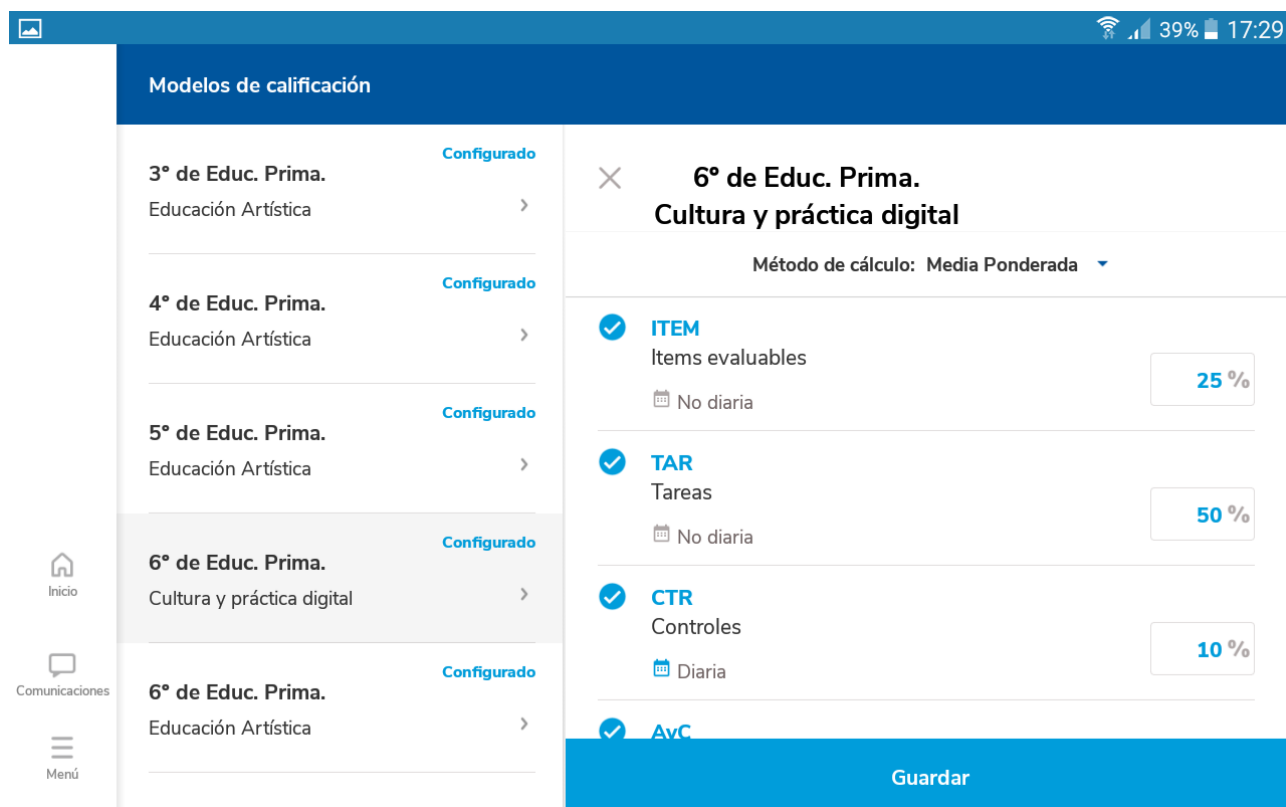 39% 17:29
Modelos de calificación
Configurado
3º de Educ. Prima.
Educación Artística
Configurado
4º de Educ. Prima.
Educación Artística
Configurado
5º de Educ. Prima.
Educación Artística
Configurado
6º de Educ. Prima.
Cultura y práctica digital
Configurado
6º de Educ. Prima.
Educación Artística
Inicio
Comunicaciones
Menú
6º de Educ. Prima.
Cultura y práctica digital
Método de cálculo: Media Ponderada
ITEM
Items evaluables
No diaria
25 %
TAR
Tareas
No diaria
50 %
CTR
Controles
Diaria
10 %
AvC
Guardar